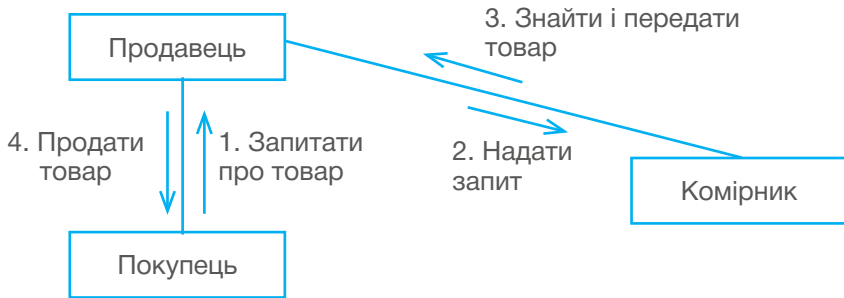 3. Знайти і передати
товар
Продавець
4. Продати
товар
1. Запитати
про товар
2. Надати
запит
Комірник
Покупець